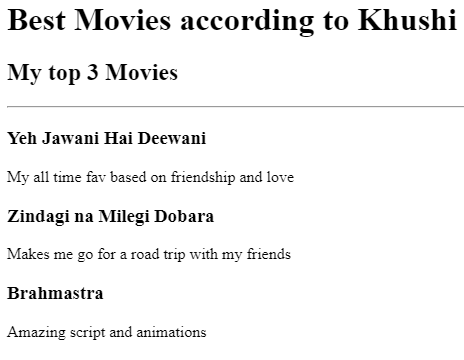 Best Movies according to Khushi
My top 3 Movies
Yeh Jawani Hai Deewani
My all time fav based on friendship and love
Zindagi na Milegi Dobara
Makes me go for a road trip with my friends
Brahmastra
Amazing script and animations